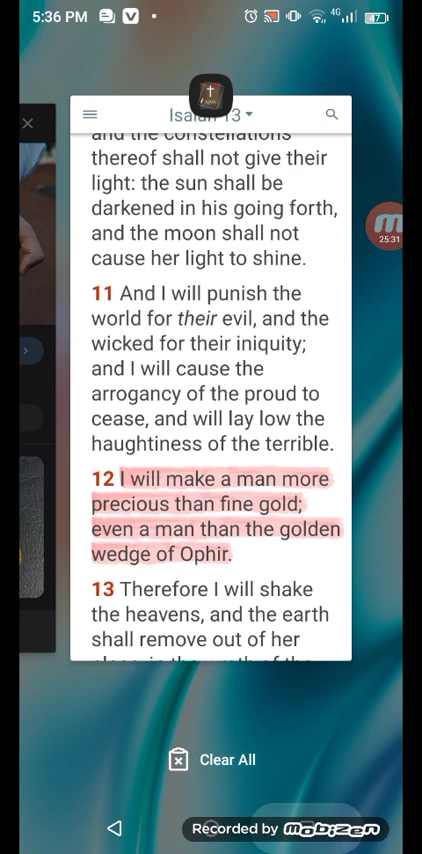 5:36 PM
4G
47
Isaiah 13
and the constellations
thereof shall not give their
light: the sun shall be
darkened in his going forth,
and the moon shall not
cause her light to shine.
25:31
11 And I will punish the
world for their evil, and the
wicked for their iniquity;
and I will cause the
arrogancy of the proud to
cease, and will lay low the
haughtiness of the terrible.
12 I will make a man more
precious than fine gold;
even a man than the golden
wedge of Ophir.
13 Therefore I will shake
the heavens, and the earth
shall remove out of her
Clear All
Recorded by mobizen